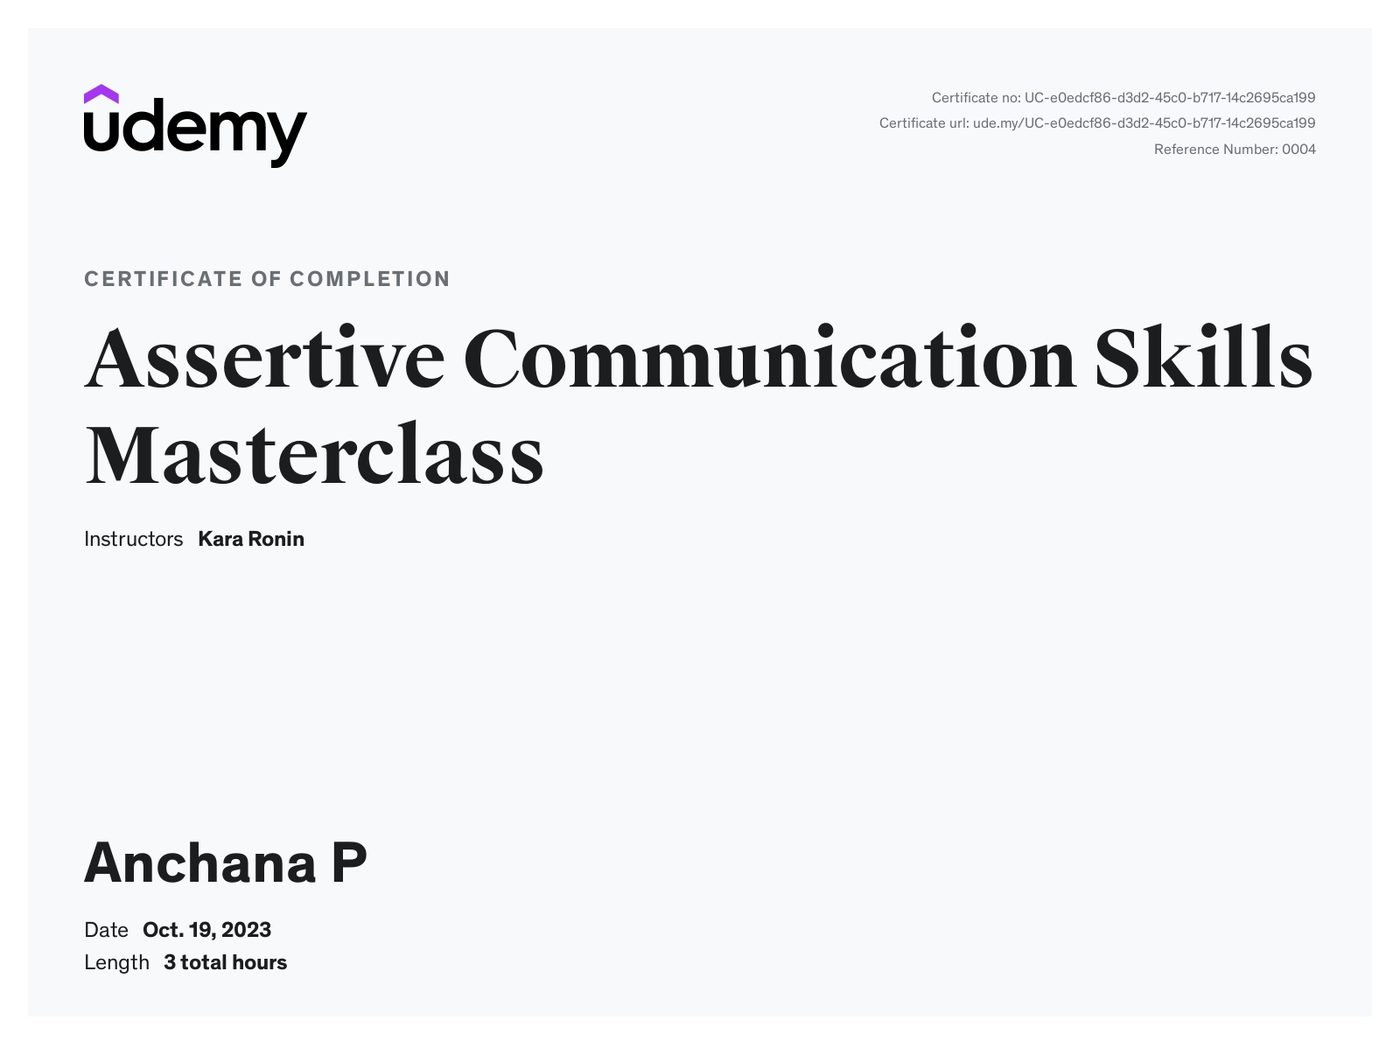 udemy
Certificate no: UC-e0edcf86-d3d2-45c0-b717-14c2695ca199
Certificate url: ude.my/UC-e0edcf86-d3d2-45c0-b717-14c2695ca199
Reference Number: 0004
CERTIFICATE OF COMPLETION
Assertive Communication Skills
Masterclass
Instructors Kara Ronin
Anchana P
Date Oct. 19, 2023
Length 3 total hours